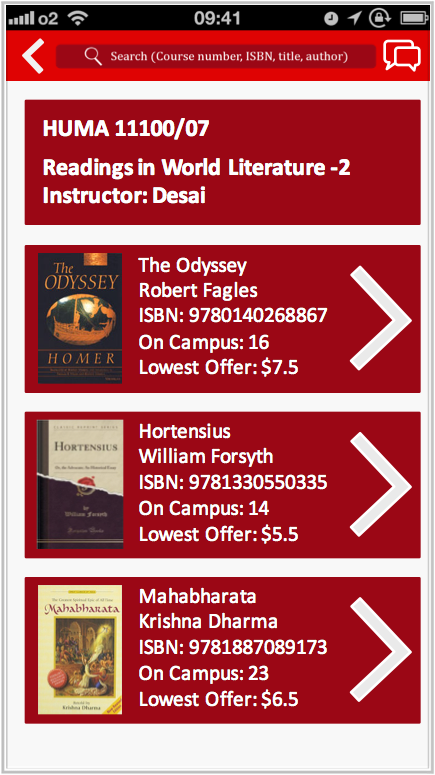 o2 09:41
Search (Course number, ISBN, title, author)
HUMA 11100/07
Readings in World Literature -2
Instructor: Desai
The
ODYSSEY
HOMER
The Odyssey
Robert Fagles
ISBN: 9780140268867
On Campus: 16
Lowest Offer: $7.5
HORTENSIUS
by
William Forsyth
Hortensius
William Forsyth
ISBN: 9781330550335
On Campus: 14
Lowest Offer: $5.5
Mahabharata
Krishna Dharma
Mahabharata
Krishna Dharma
ISBN: 9781887089173
On Campus: 23
Lowest Offer: $6.5